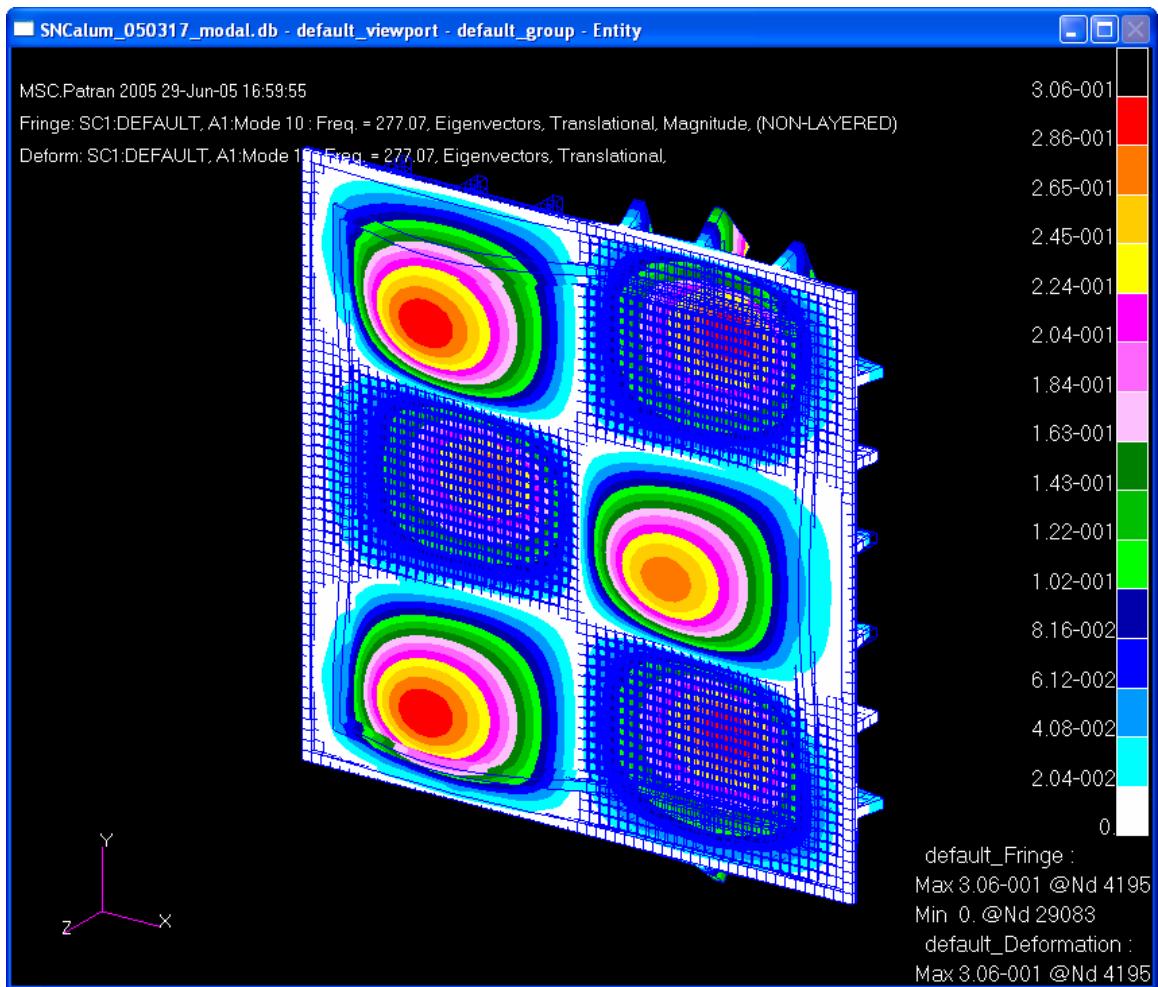 SNCalum_050317_modal.db - default_viewport - default_group - Entity
MSC.Patran 2005 29-Jun-05 16:59:55
Fringe: SC1:DEFAULT, A1:Mode 10 : Freq. = 277.07, Eigenvectors, Translational, Magnitude, (NON-LAYERED)
Deform: SC1:DEFAULT, A1:Mode 1 Freq. = 277.07, Eigenvectors, Translational,
3.06-001
2.86-001
2.65-001
2.45-001
2.24-001
2.04-001
1.84-001
1.63-001
1.43-001
1.22-001
1.02-001
8.16-002
6.12-002
4.08-002
2.04-002
0.
default_Fringe :
Max 3.06-001 @Nd 4195
Min 0. @Nd 29083
default_Deformation :
Max 3.06-001 @Nd 4195
Y
Z
X